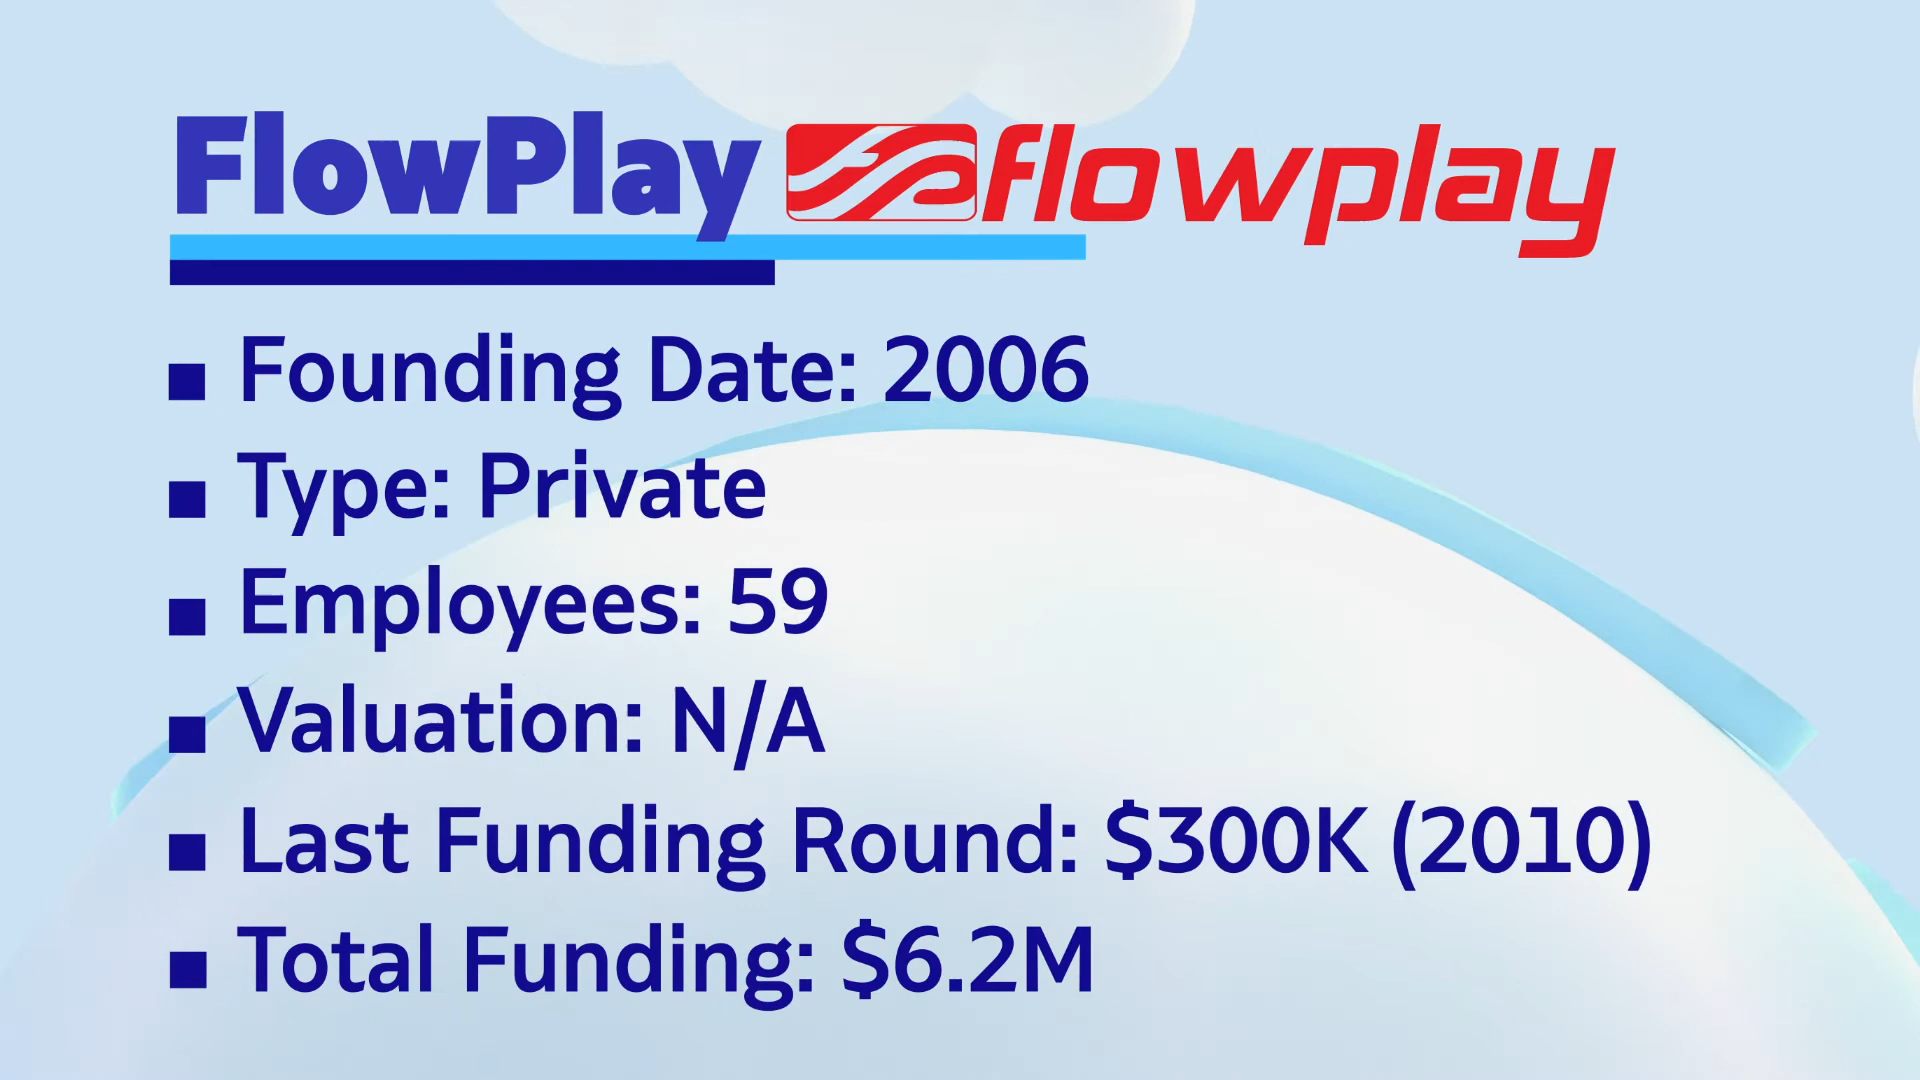 FlowPlay flowplay
■ Founding Date: 2006
■ Type: Private
■ Employees: 59
■ Valuation: N/A
■ Last Funding Round: $300K (2010)
■ Total Funding: $6.2M